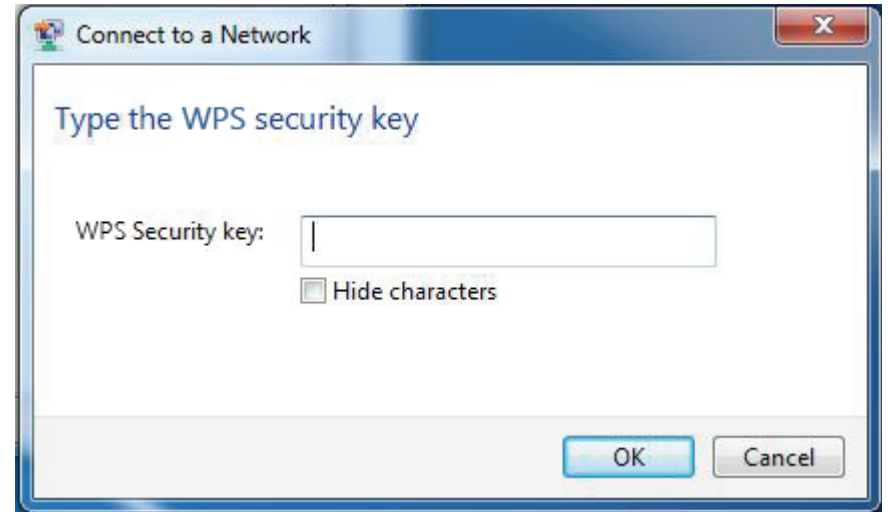 Connect to a Network
Type the WPS security key
WPS Security key:
Hide characters
OK Cancel